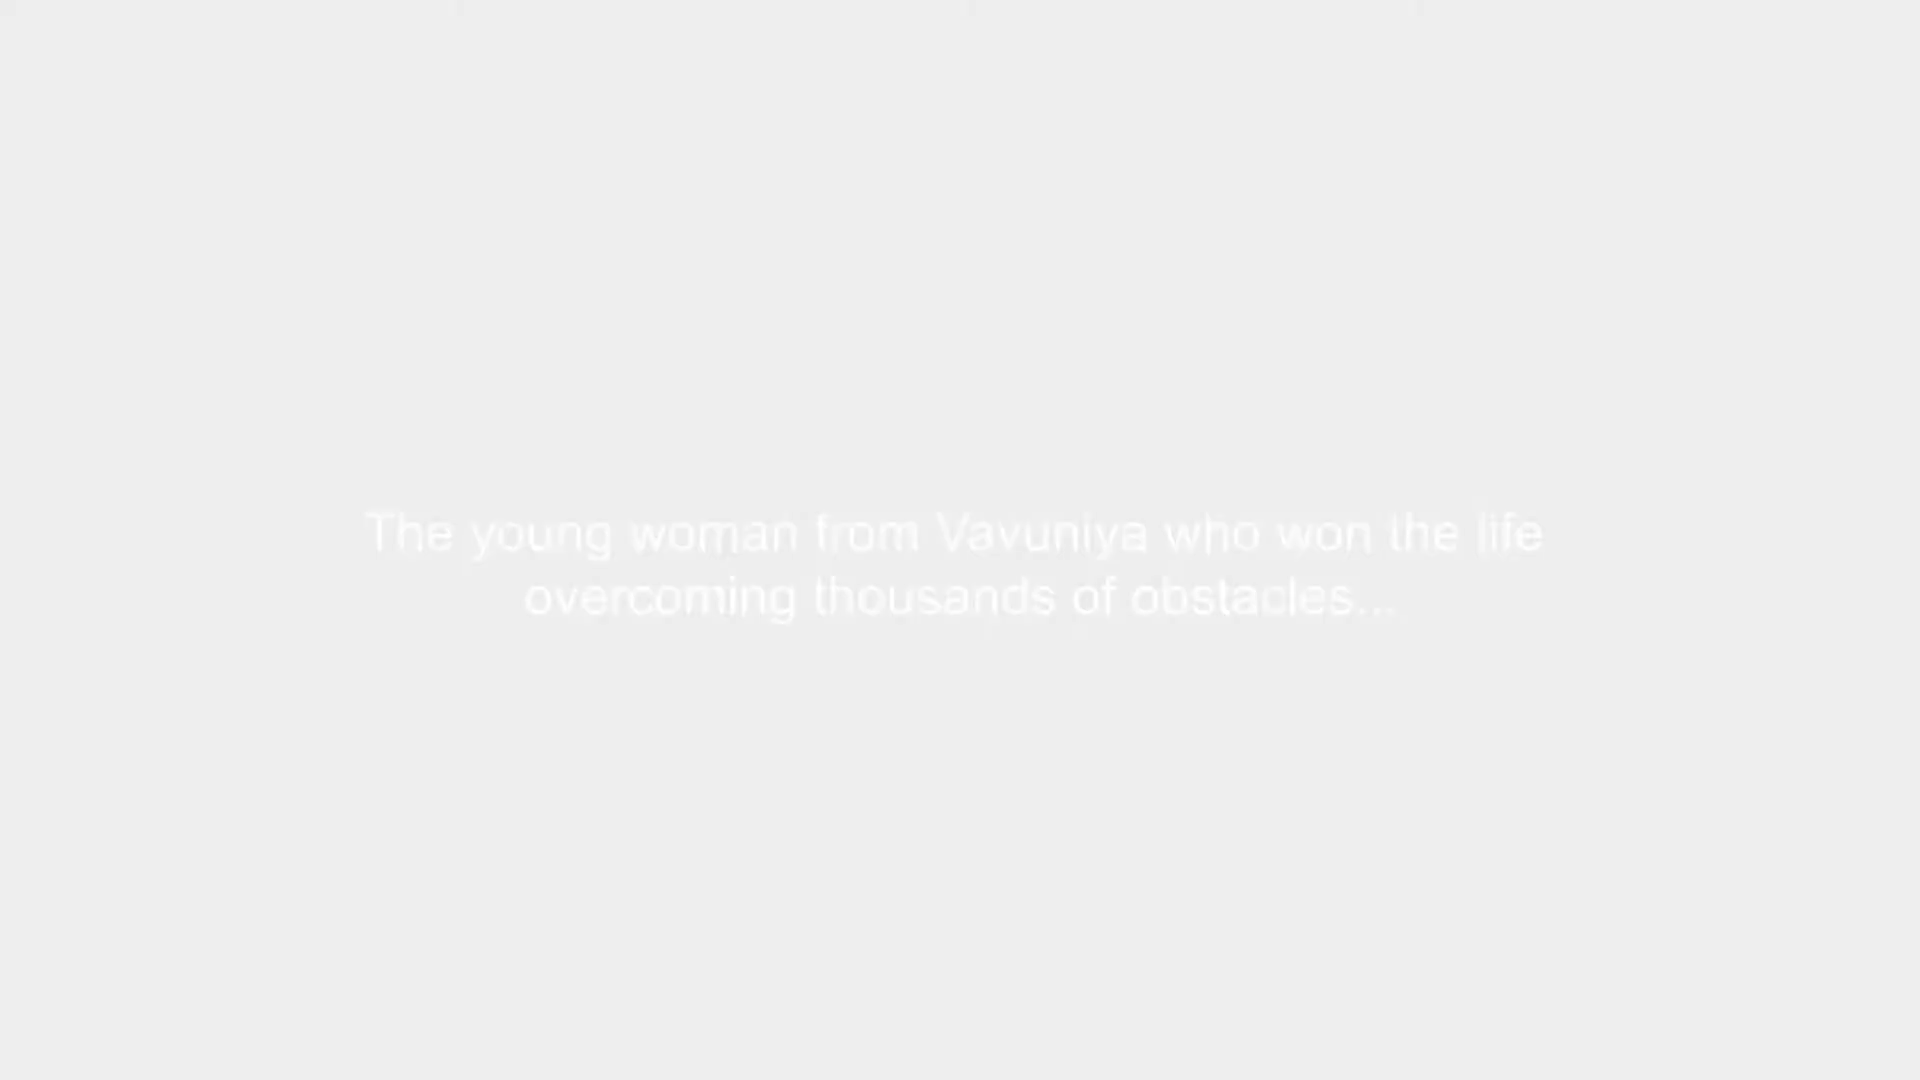 The young woman from Vavuniya who won the life
overcoming thousands of obstacles...